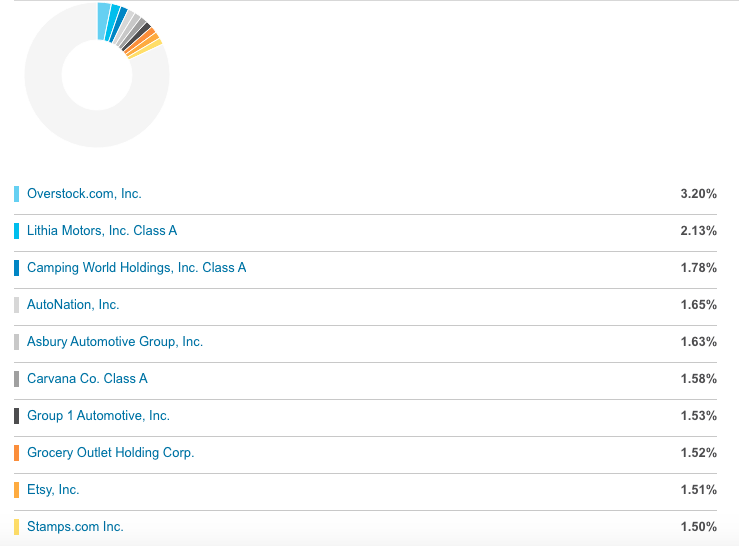 Overstock.com, Inc. 3.20%
Lithia Motors, Inc. Class A 2.13%
Camping World Holdings, Inc. Class A 1.78%
AutoNation, Inc. 1.65%
Asbury Automotive Group, Inc. 1.63%
Carvana Co. Class A 1.58%
Group 1 Automotive, Inc. 1.53%
Grocery Outlet Holding Corp. 1.52%
Etsy, Inc. 1.51%
Stamps.com Inc. 1.50%